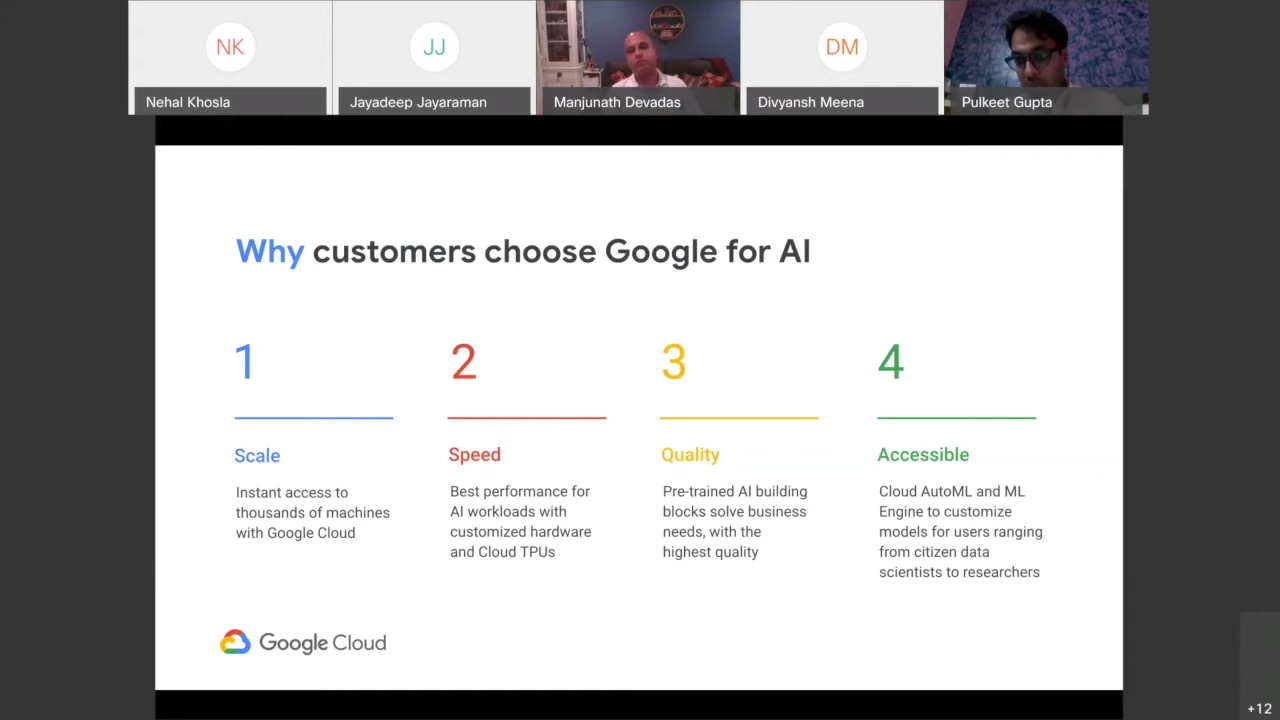 NK
JJ
DM
Nehal Khosla
Jayadeep Jayaraman
Manjunath Devadas
Divyansh Meena
Pulkeet Gupta
Why customers choose Google for AI
1
Scale
Instant access to
thousands of machines
with Google Cloud
2
Speed
Best performance for
AI workloads with
customized hardware
and Cloud TPUs
3
Quality
Pre-trained AI building
blocks solve business
needs, with the
highest quality
4
Accessible
Cloud AutoML and ML
Engine to customize
models for users ranging
from citizen data
scientists to researchers
Google Cloud
+12